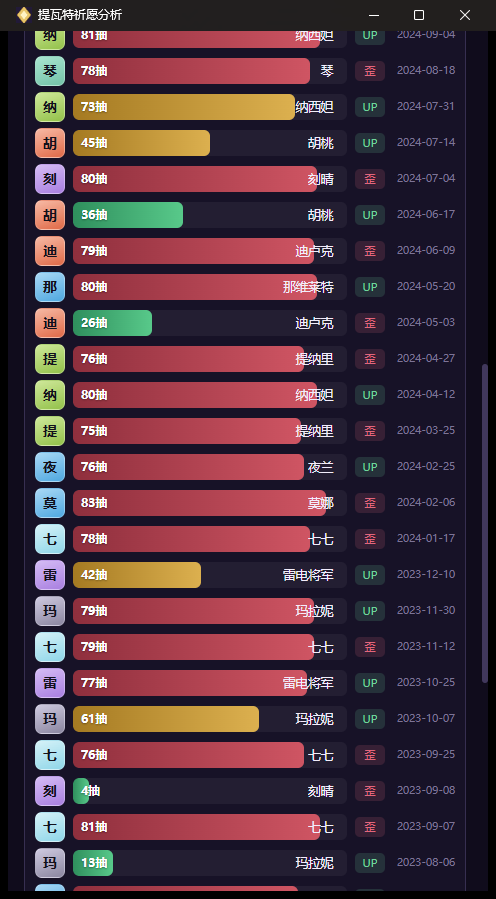 提瓦特祈愿分析
纳 81抽 纳西妲 UP 2024-09-04
琴 78抽 琴 歪 2024-08-18
纳 73抽 纳西妲 UP 2024-07-31
胡 45抽 胡桃 UP 2024-07-14
刻 80抽 刻晴 歪 2024-07-04
胡 36抽 胡桃 UP 2024-06-17
迪 79抽 迪卢克 歪 2024-06-09
那 80抽 那维莱特 UP 2024-05-20
迪 26抽 迪卢克 歪 2024-05-03
提 76抽 提纳里 歪 2024-04-27
纳 80抽 纳西妲 UP 2024-04-12
提 75抽 提纳里 歪 2024-03-25
夜 76抽 夜兰 UP 2024-02-25
莫 83抽 莫娜 歪 2024-02-06
七 78抽 七七 歪 2024-01-17
雷 42抽 雷电将军 UP 2023-12-10
玛 79抽 玛拉妮 UP 2023-11-30
七 79抽 七七 歪 2023-11-12
雷 77抽 雷电将军 UP 2023-10-25
玛 61抽 玛拉妮 UP 2023-10-07
七 76抽 七七 歪 2023-09-25
刻 4抽 刻晴 歪 2023-09-08
七 81抽 七七 歪 2023-09-07
玛 13抽 玛拉妮 UP 2023-08-06